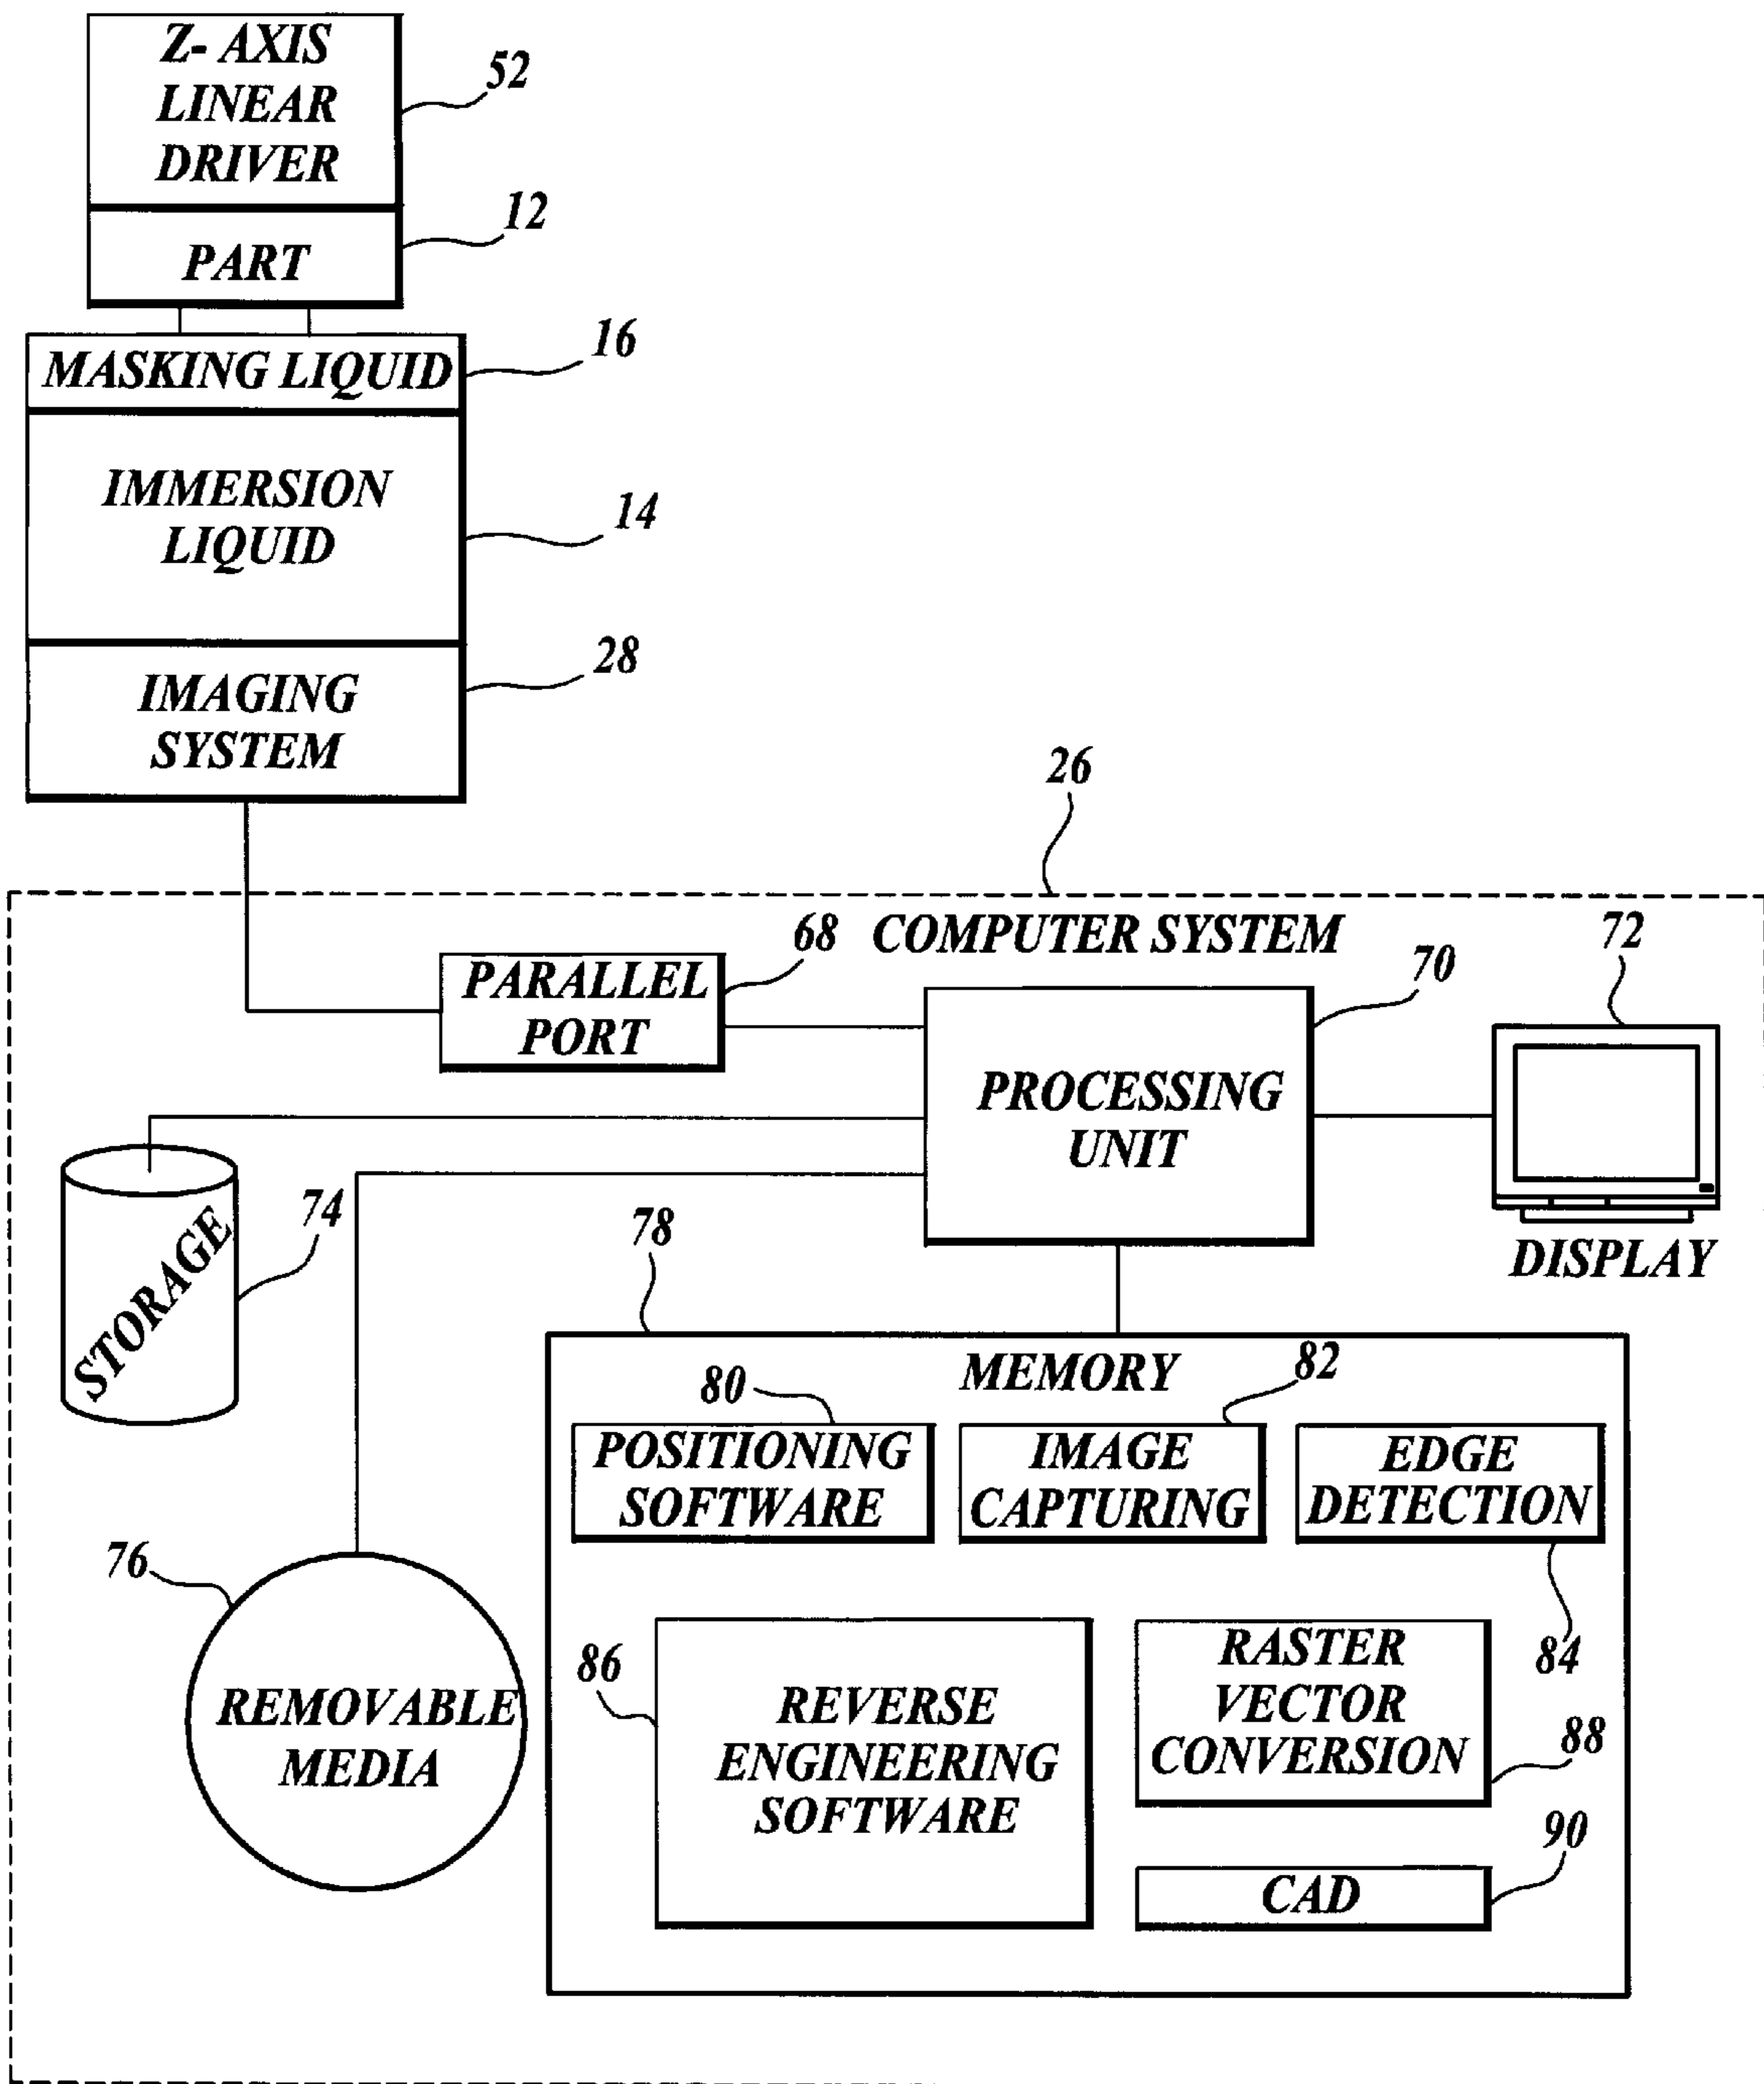 Z- AXIS
LINEAR
DRIVER
52
PART
12
MASKING LIQUID
16
IMMERSION
LIQUID
14
IMAGING
SYSTEM
28
26
COMPUTER SYSTEM
PARALLEL
PORT
68
PROCESSING
UNIT
70
72
DISPLAY
STORAGE
74
REMOVABLE
MEDIA
76
78
MEMORY
80
POSITIONING
SOFTWARE
82
IMAGE
CAPTURING
EDGE
DETECTION
84
86
REVERSE
ENGINEERING
SOFTWARE
RASTER
VECTOR
CONVERSION
88
CAD
90